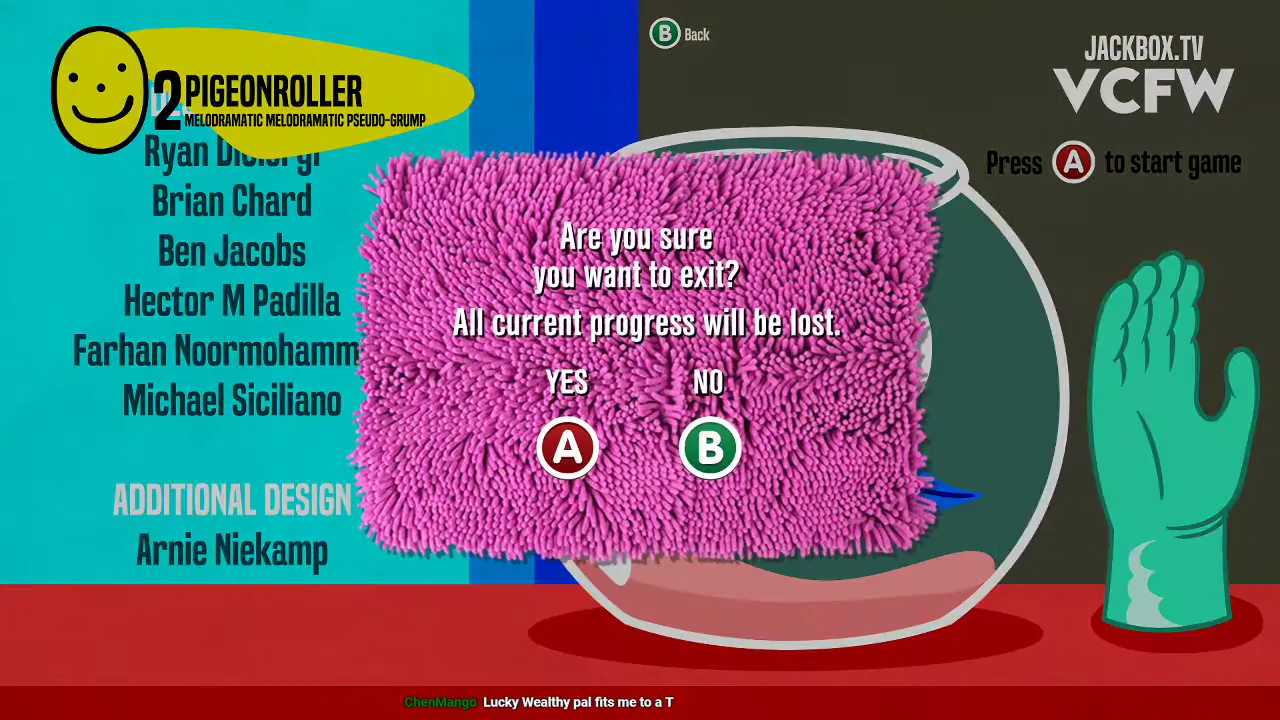 2 PIGEONROLLER
MELODRAMATIC MELODRAMATIC PSEUDO-GRUMP
Ryan
Brian Chard
Ben Jacobs
Hector M Padilla
Farhan
Michael Siciliano
ADDITIONAL DESIGN
Arnie Niekamp
B Back
JACKBOX.TV
VCFW
Press A to start game
Are you sure
you want to exit?
All current progress will be lost.
YES NO
A B
ChenMango Lucky Wealthy pal fits me to a T